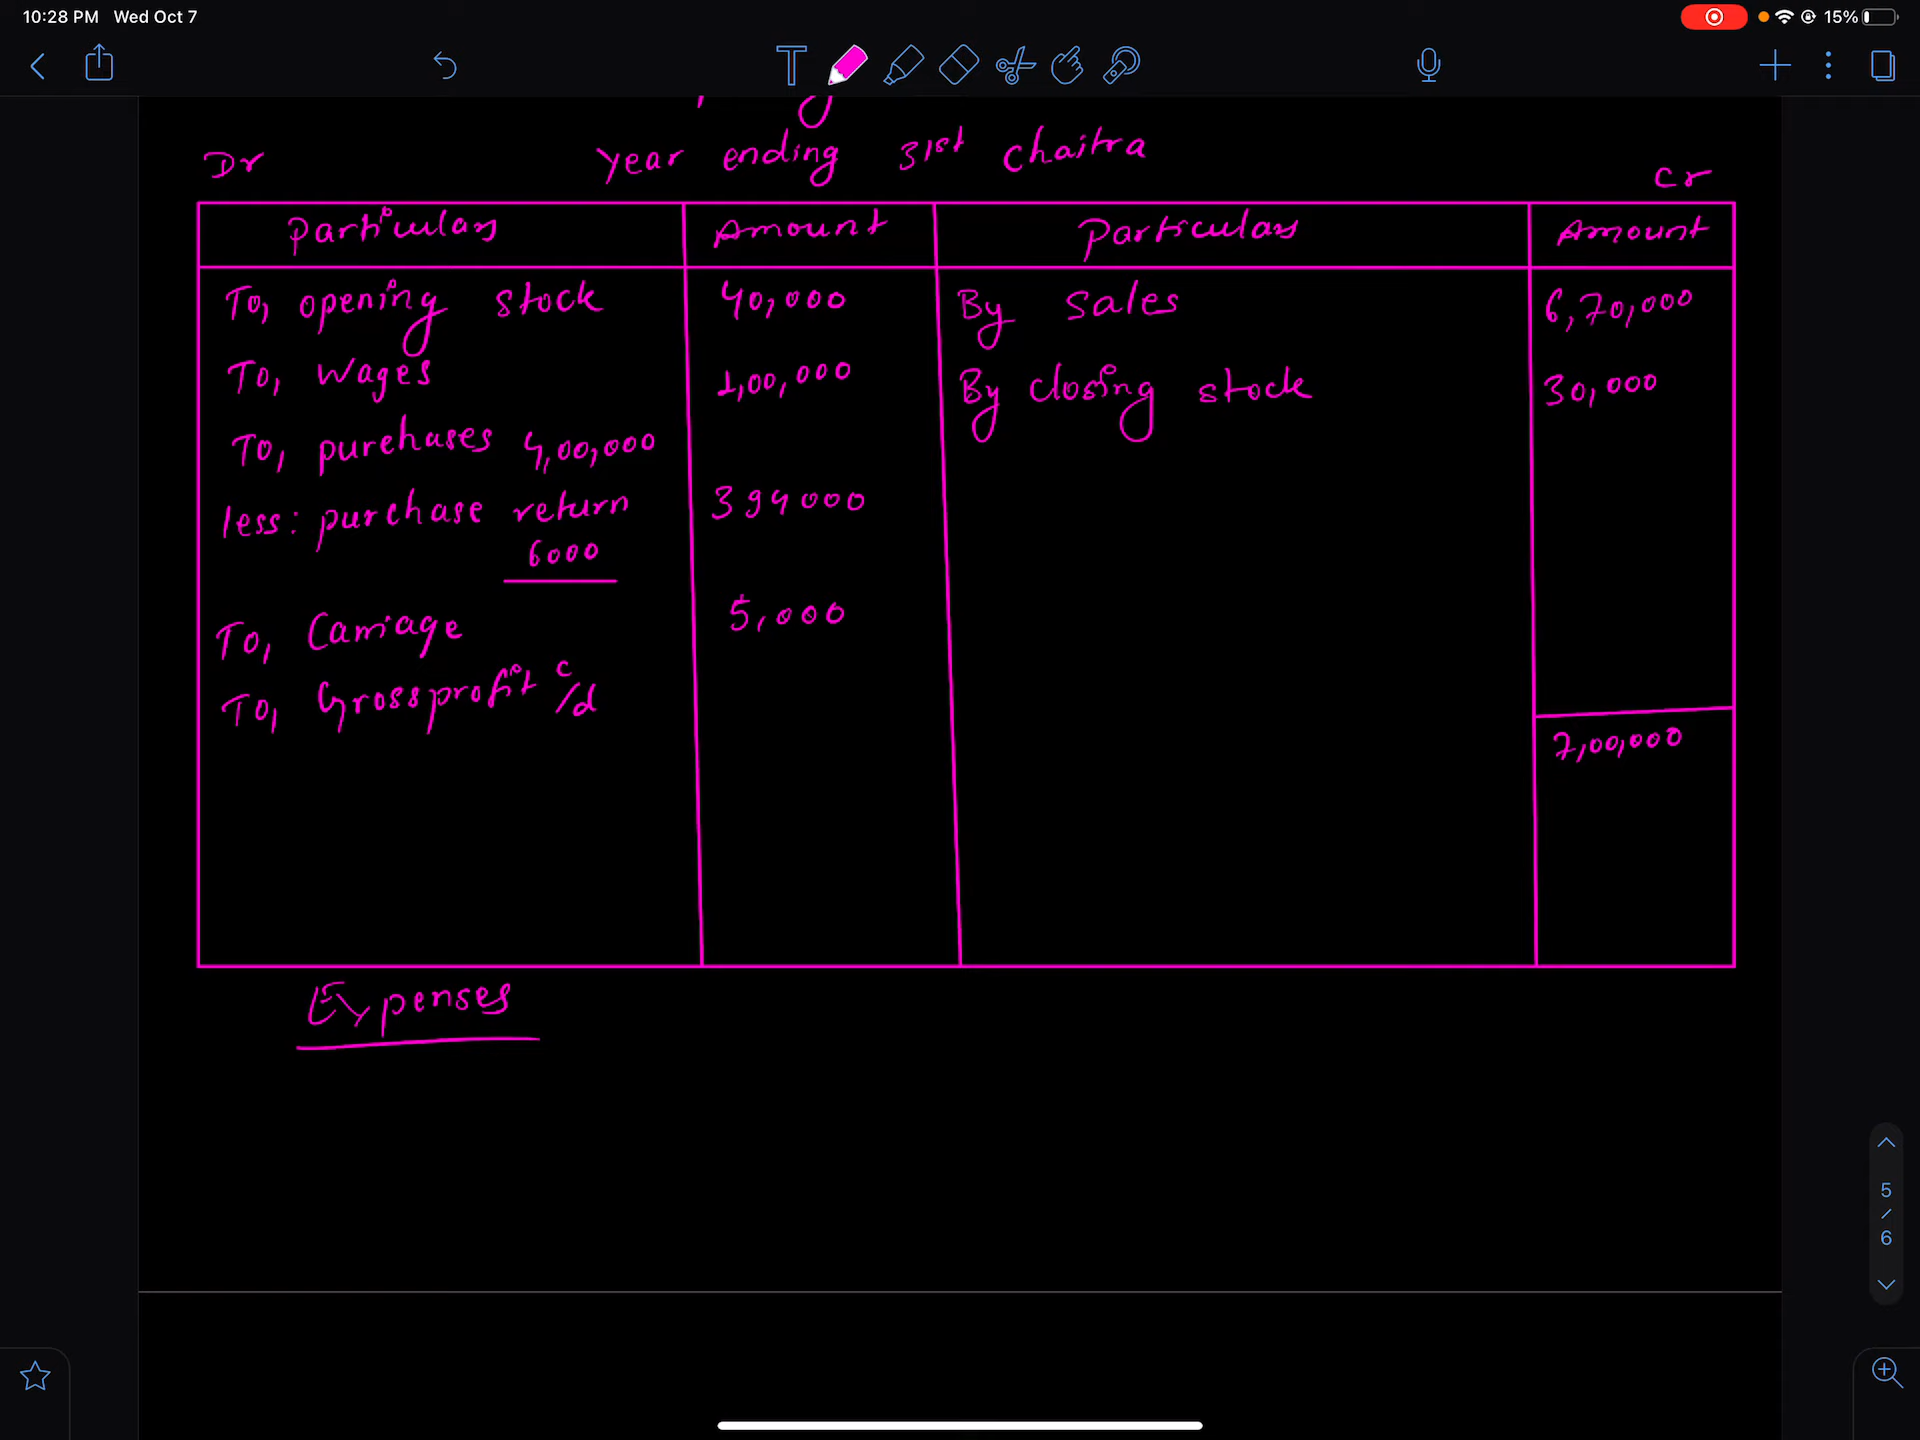 10:28 PM Wed Oct 7 15%
Dr Year ending 31st chaitra Cr
Particulars Amount Particulars Amount
To, opening stock 40,000 By sales 6,70,000
To, wages 1,00,000 By closing stock 30,000
To, purchases 4,00,000
less: purchase return 394000
6000
To, Carriage 5,000
To, Gross profit c/d
7,00,000
Expenses
5
/
6